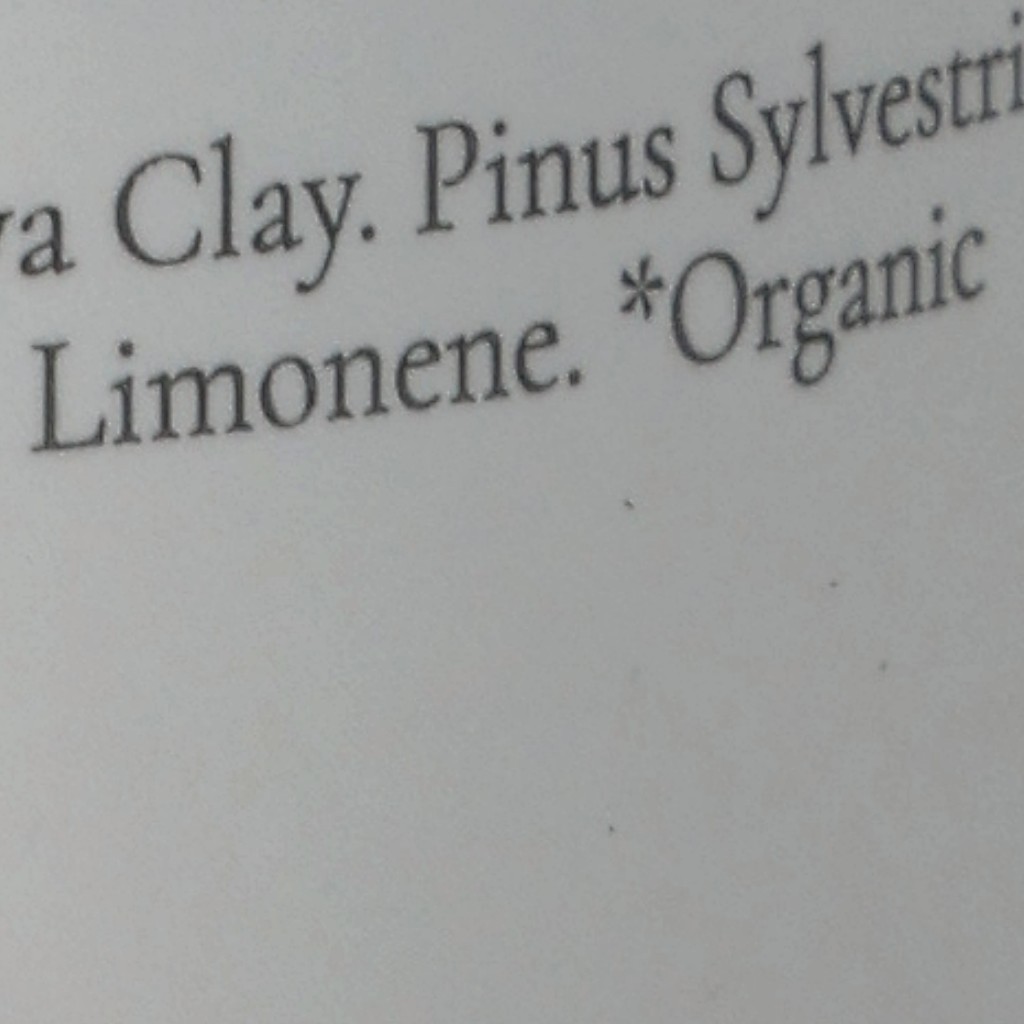 Clay. Pinus Sylvestri
Limonene. *Organic